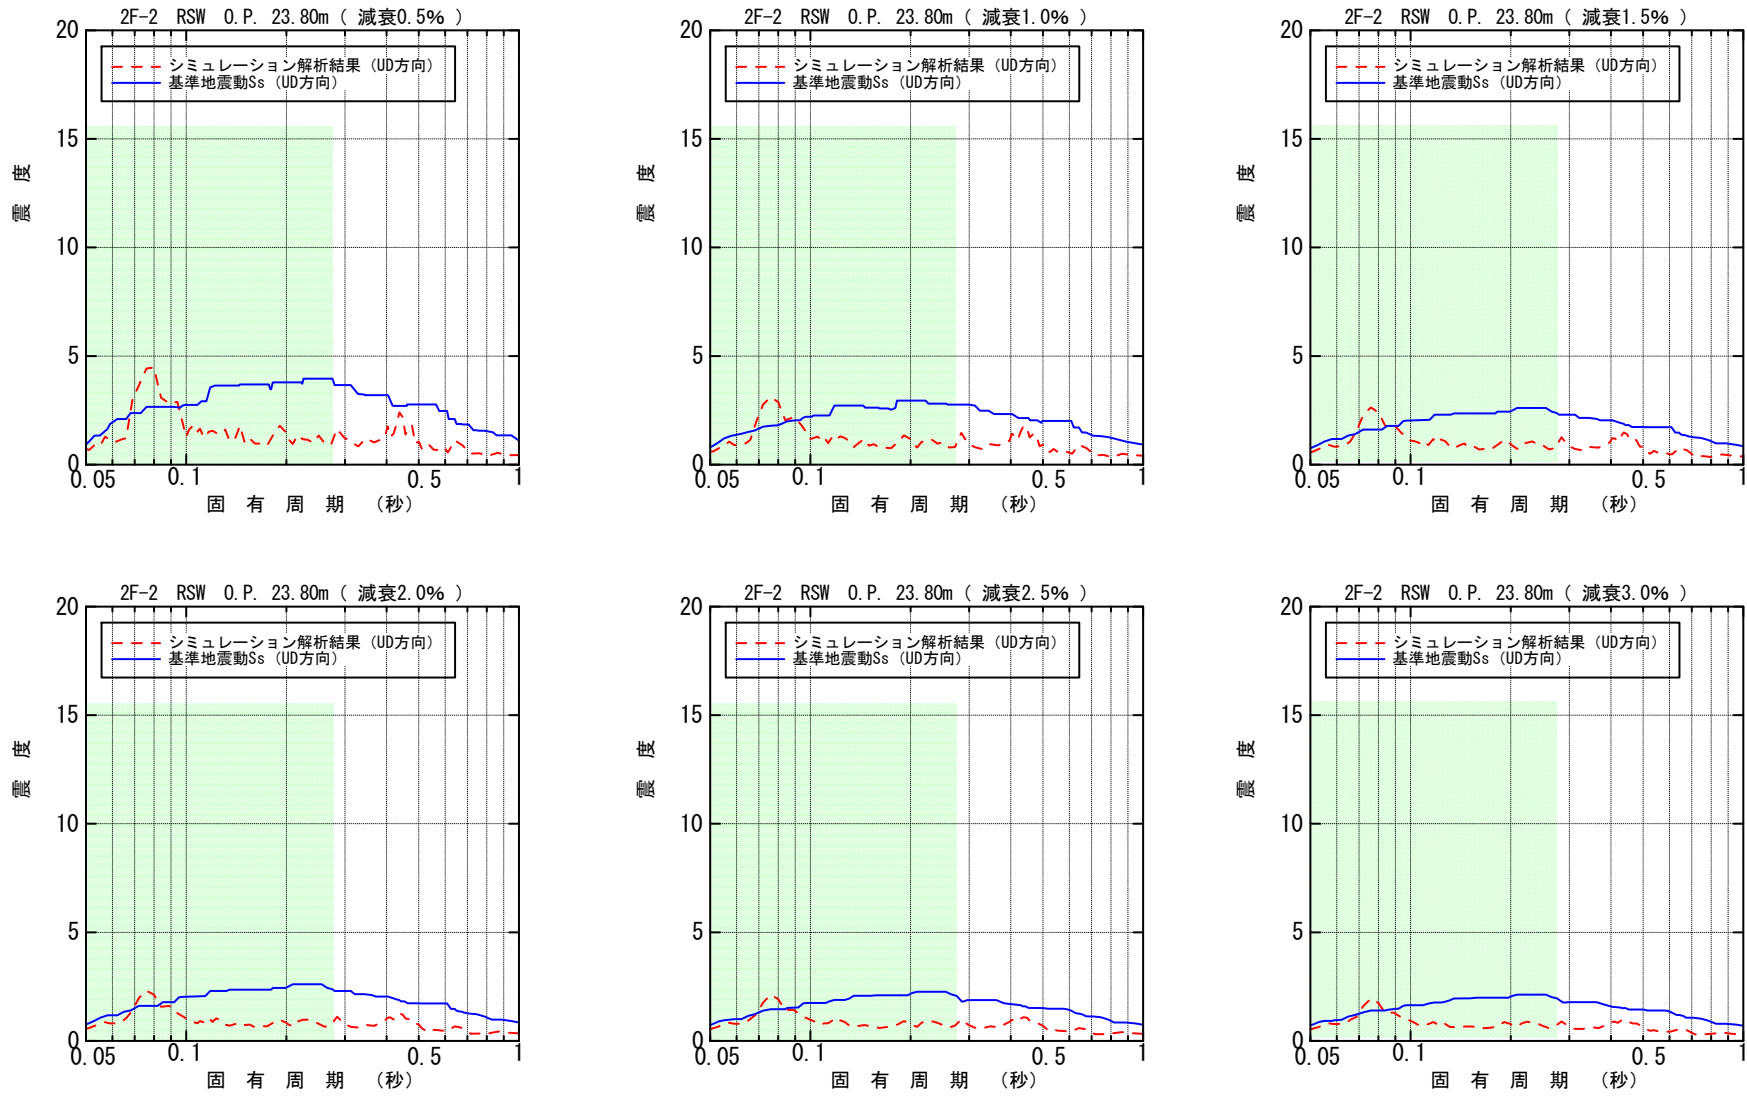 2F-2 RSW O.P. 23.80m ( 減衰0.5% )
20
シミュレーション解析結果 (UD方向)
基準地震動Ss (UD方向)
15
震 度
10
5
0
0.05 0.1 0.5 1
固 有 周 期 (秒)
2F-2 RSW O.P. 23.80m ( 減衰1.0% )
20
シミュレーション解析結果 (UD方向)
基準地震動Ss (UD方向)
15
震 度
10
5
0
0.05 0.1 0.5 1
固 有 周 期 (秒)
2F-2 RSW O.P. 23.80m ( 減衰1.5% )
20
シミュレーション解析結果 (UD方向)
基準地震動Ss (UD方向)
15
震 度
10
5
0
0.05 0.1 0.5 1
固 有 周 期 (秒)
2F-2 RSW O.P. 23.80m ( 減衰2.0% )
20
シミュレーション解析結果 (UD方向)
基準地震動Ss (UD方向)
15
震 度
10
5
0
0.05 0.1 0.5 1
固 有 周 期 (秒)
2F-2 RSW O.P. 23.80m ( 減衰2.5% )
20
シミュレーション解析結果 (UD方向)
基準地震動Ss (UD方向)
15
震 度
10
5
0
0.05 0.1 0.5 1
固 有 周 期 (秒)
2F-2 RSW O.P. 23.80m ( 減衰3.0% )
20
シミュレーション解析結果 (UD方向)
基準地震動Ss (UD方向)
15
震 度
10
5
0
0.05 0.1 0.5 1
固 有 周 期 (秒)